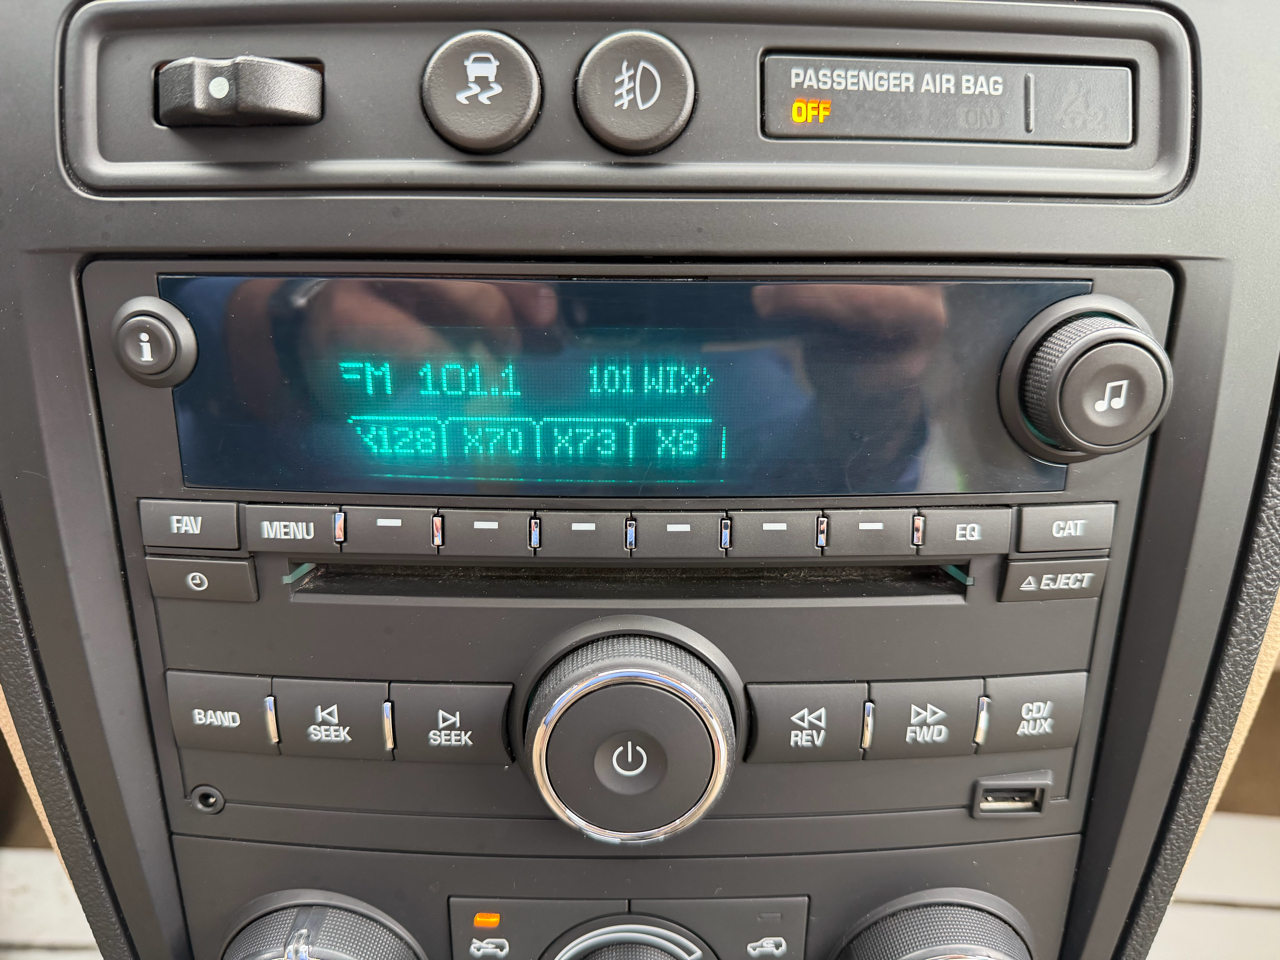 PASSENGER AIR BAG
OFF ON
i
FM 101.1 101 WIX>
X128 X70 X73 X8
FAV MENU EQ CAT
EJECT
BAND SEEK SEEK REV FWD CD/
AUX